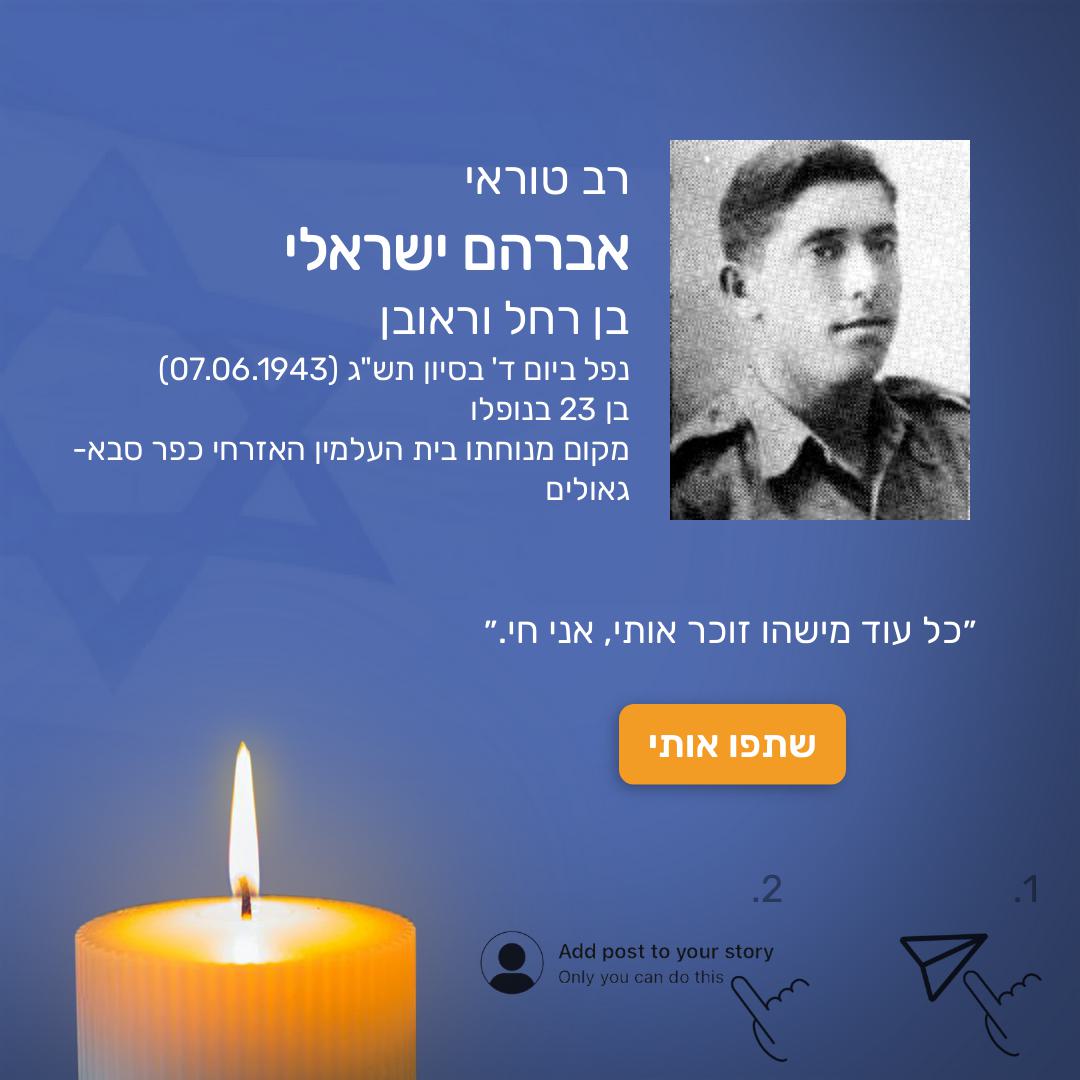 רב טוראי
אברהם ישראלי
בן רחל וראובן
נפל ביום ד' בסיון תש"ג (07.06.1943)
בן 23 בנופלו
מקום מנוחתו בית העלמין האזרחי כפר סבא-
גאולים
״כל עוד מישהו זוכר אותי, אני חי.״
שתפו אותי
1.
2.
Add post to your story
Only you can do this